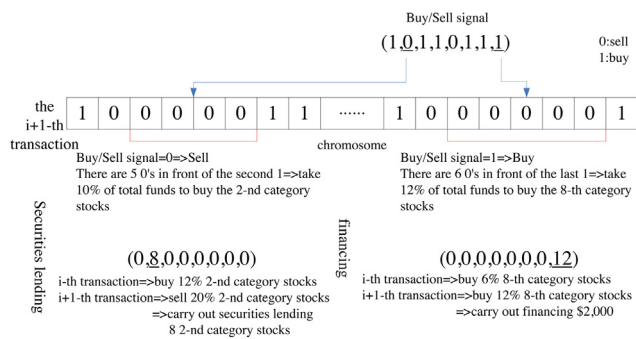 Buy/Sell signal
(1,0,1,1,0,1,1,1)
0:sell
1:buy
the
i+1-th
transaction
1 0 0 0 0 0 1 1 ...... 1 0 0 0 0 0 0 1
chromosome
Buy/Sell signal=0=>Sell
There are 5 0's in front of the second 1=>take
10% of total funds to buy the 2-nd category
stocks
Buy/Sell signal=1=>Buy
There are 6 0's in front of the last 1=>take
12% of total funds to buy the 8-th category
stocks
Securities lending
(0,8,0,0,0,0,0,0)
i-th transaction=>buy 12% 2-nd category stocks
i+1-th transaction=>sell 20% 2-nd category stocks
=>carry out securities lending
8 2-nd category stocks
financing
(0,0,0,0,0,0,0,12)
i-th transaction=>buy 6% 8-th category stocks
i+1-th transaction=>buy 12% 8-th category stocks
=>carry out financing $2,000